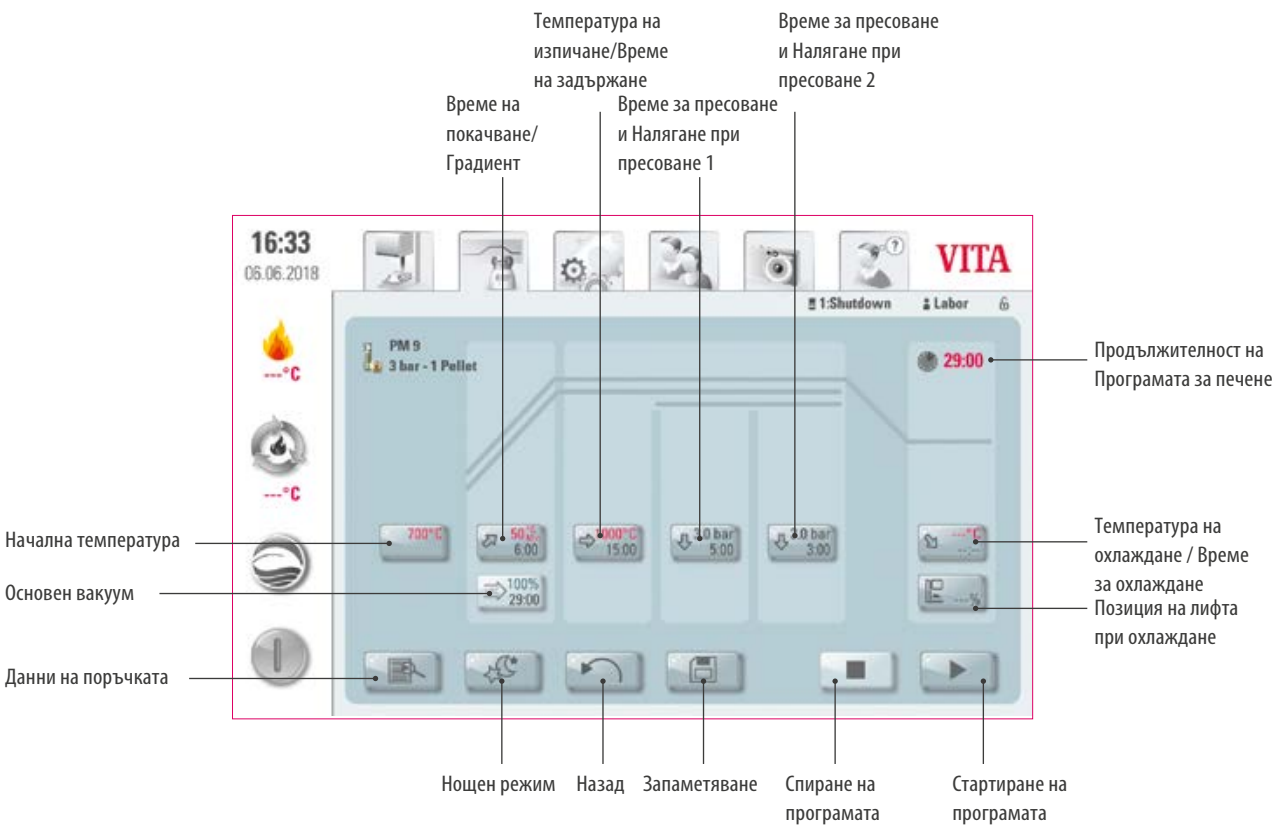 Температура на
изпичане/Време
на задържане
Време за пресоване
и Налягане при
пресоване 2
Време на
покачване/
Градиент
Време за пресоване
и Налягане при
пресоване 1
16:33
06.06.2018
VITA
1:Shutdown
Labor
PM 9
3 bar - 1 Pellet
29:00
Продължителност на
Програмата за печене
---°C
---°C
Начална температура
700°C
50
6:00
1000°C
15:00
3.0 bar
5:00
3.0 bar
3:00
---°C
--:--
Температура на
охлаждане / Време
за охлаждане
Основен вакуум
100%
29:00
---%
Позиция на лифта
при охлаждане
Данни на поръчката
Нощен режим
Назад
Запаметяване
Спиране на
програмата
Стартиране на
програмата